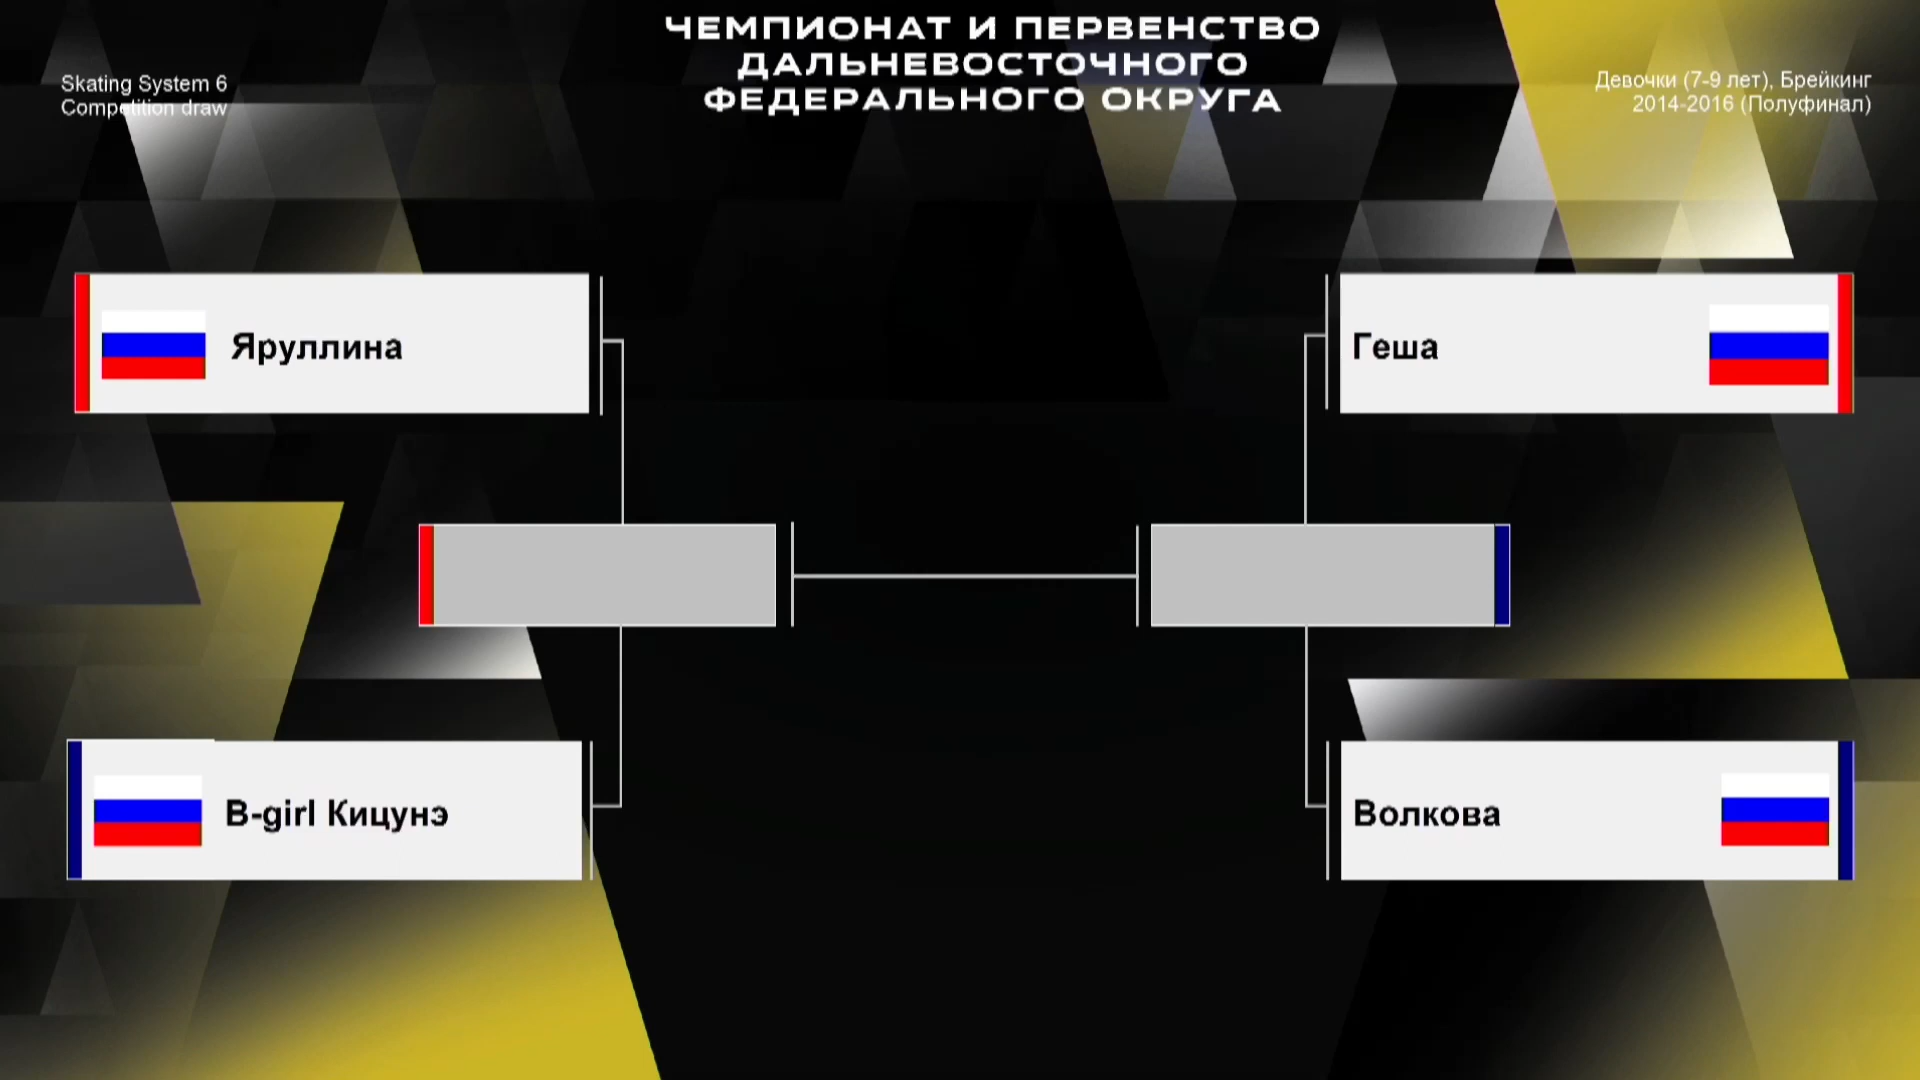 ЧЕМПИОНАТ И ПЕРВЕНСТВО
ДАЛЬНЕВОСТОЧНОГО
ФЕДЕРАЛЬНОГО ОКРУГА
Skating System 6
Competition draw
Девочки (7-9 лет), Брейкинг
2014-2016 (Полуфинал)
Яруллина
Геша
B-girl Кицунэ
Волкова